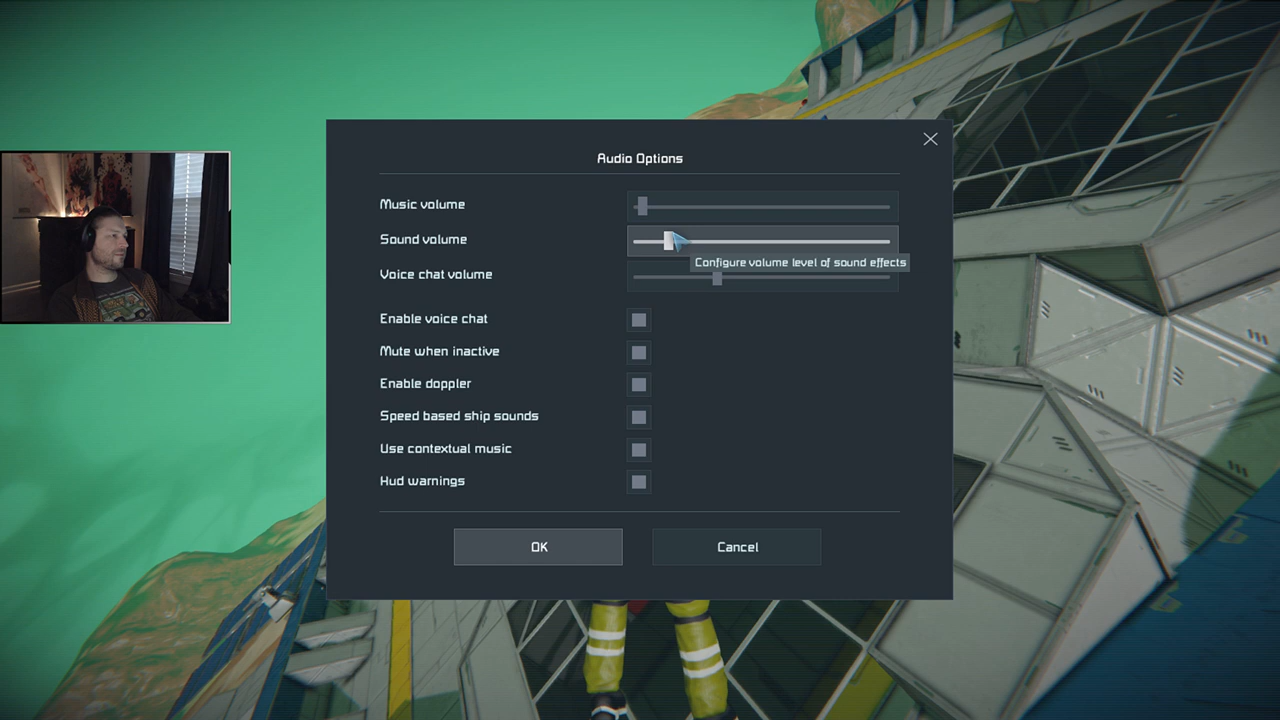 Audio Options
Music volume
Sound volume
Configure volume level of sound effects
Voice chat volume
Enable voice chat
Mute when inactive
Enable doppler
Speed based ship sounds
Use contextual music
Hud warnings
OK
Cancel